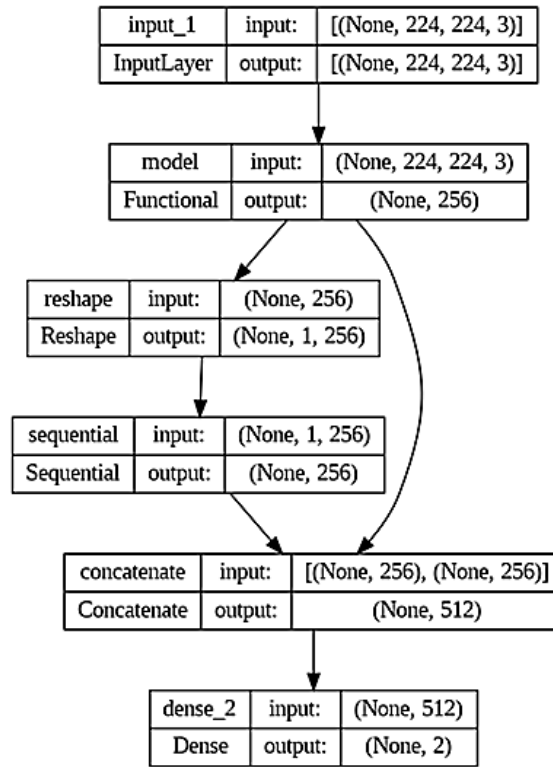 input_1 input: [(None, 224, 224, 3)]
InputLayer output: [(None, 224, 224, 3)]
model input: (None, 224, 224, 3)
Functional output: (None, 256)
reshape input: (None, 256)
Reshape output: (None, 1, 256)
sequential input: (None, 1, 256)
Sequential output: (None, 256)
concatenate input: [(None, 256), (None, 256)]
Concatenate output: (None, 512)
dense_2 input: (None, 512)
Dense output: (None, 2)